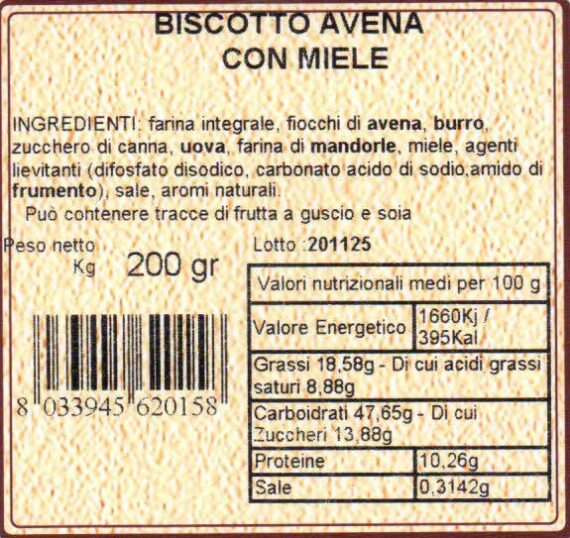 BISCOTTO AVENA
CON MIELE
INGREDIENTI: farina integrale, fiocchi di avena, burro,
zucchero di canna, uova, farina di mandorle, miele, agenti
lievitanti (difosfato disodico, carbonato acido di sodio,amido di
frumento), sale, aromi naturali.
Può contenere tracce di frutta a guscio e soia
Peso netto
Kg 200 gr
Lotto :201125
Valori nutrizionali medi per 100 g
Valore Energetico 1660Kj /
395Kal
Grassi 18,58g - Di cui acidi grassi
saturi 8,88g
Carboidrati 47,65g - Di cui
Zuccheri 13,88g
Proteine 10,26g
Sale 0,3142g
8 033945 620158